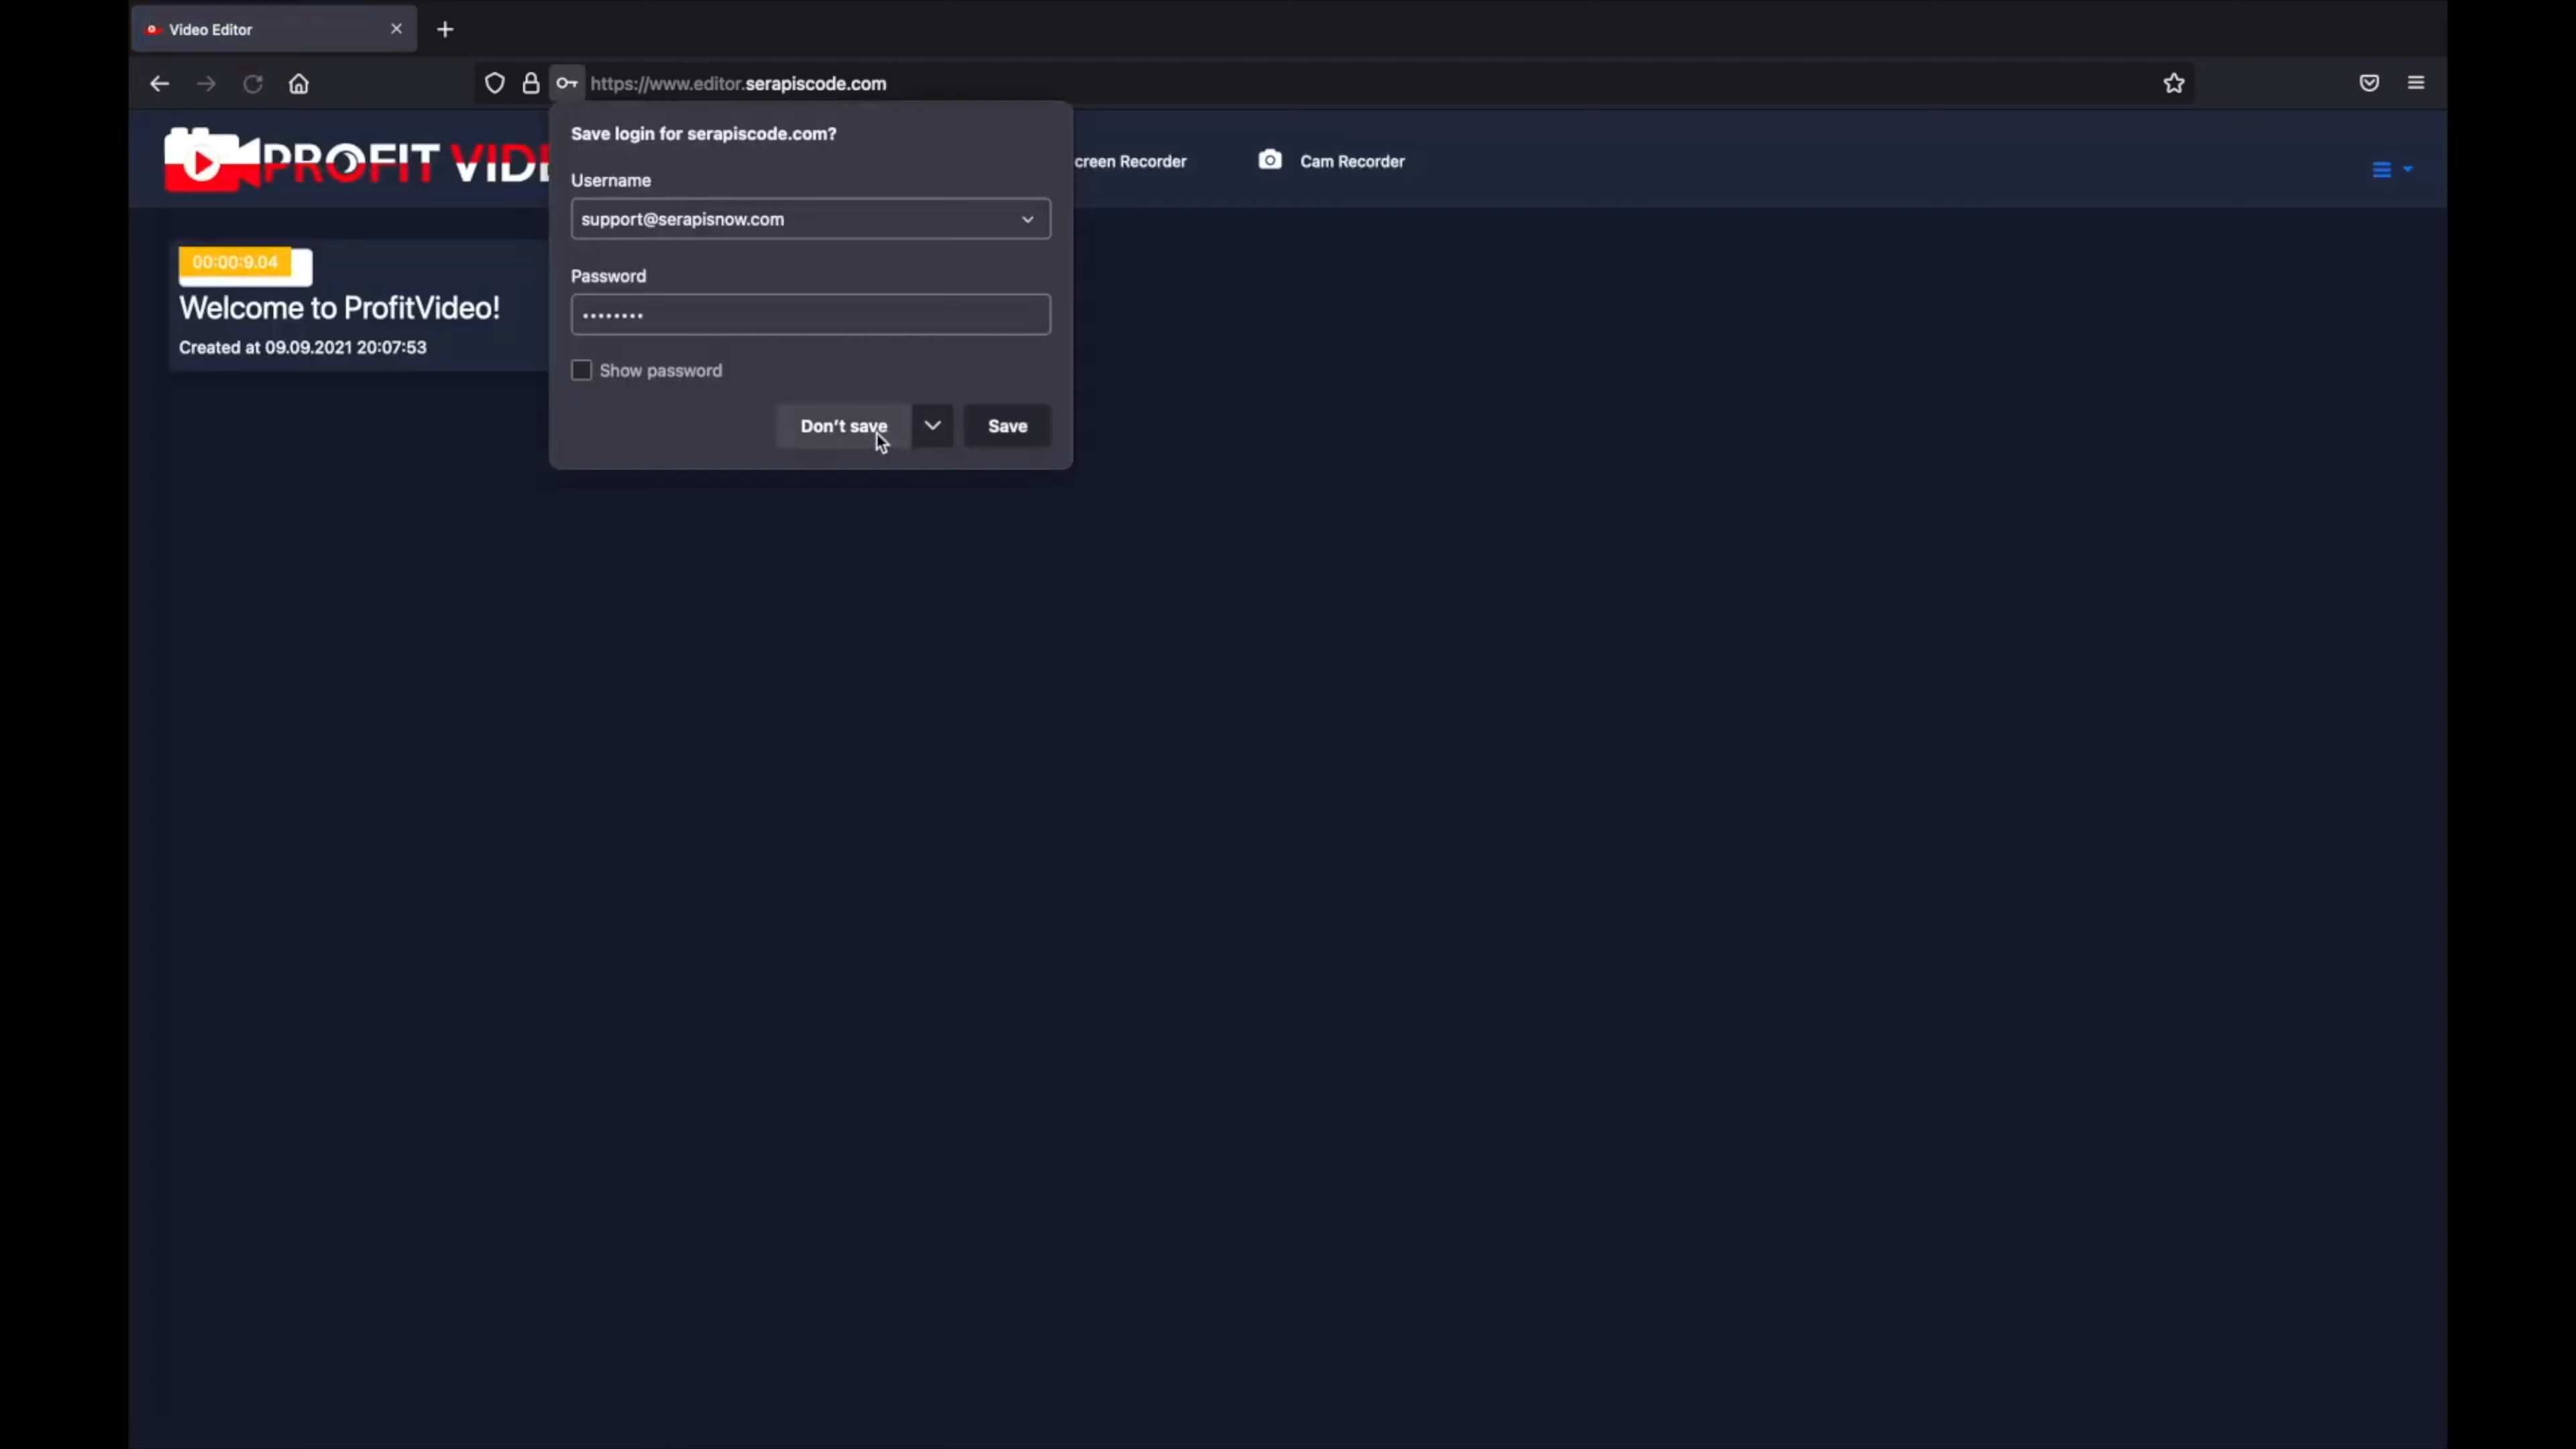 Video Editor
https://www.editor.serapiscode.com
PROFIT VIDE
Save login for serapiscode.com?
creen Recorder
Cam Recorder
Username
support@serapisnow.com
Password
••••••••
Show password
Don't save
Save
00:00:9.04
Welcome to ProfitVideo!
Created at 09.09.2021 20:07:53